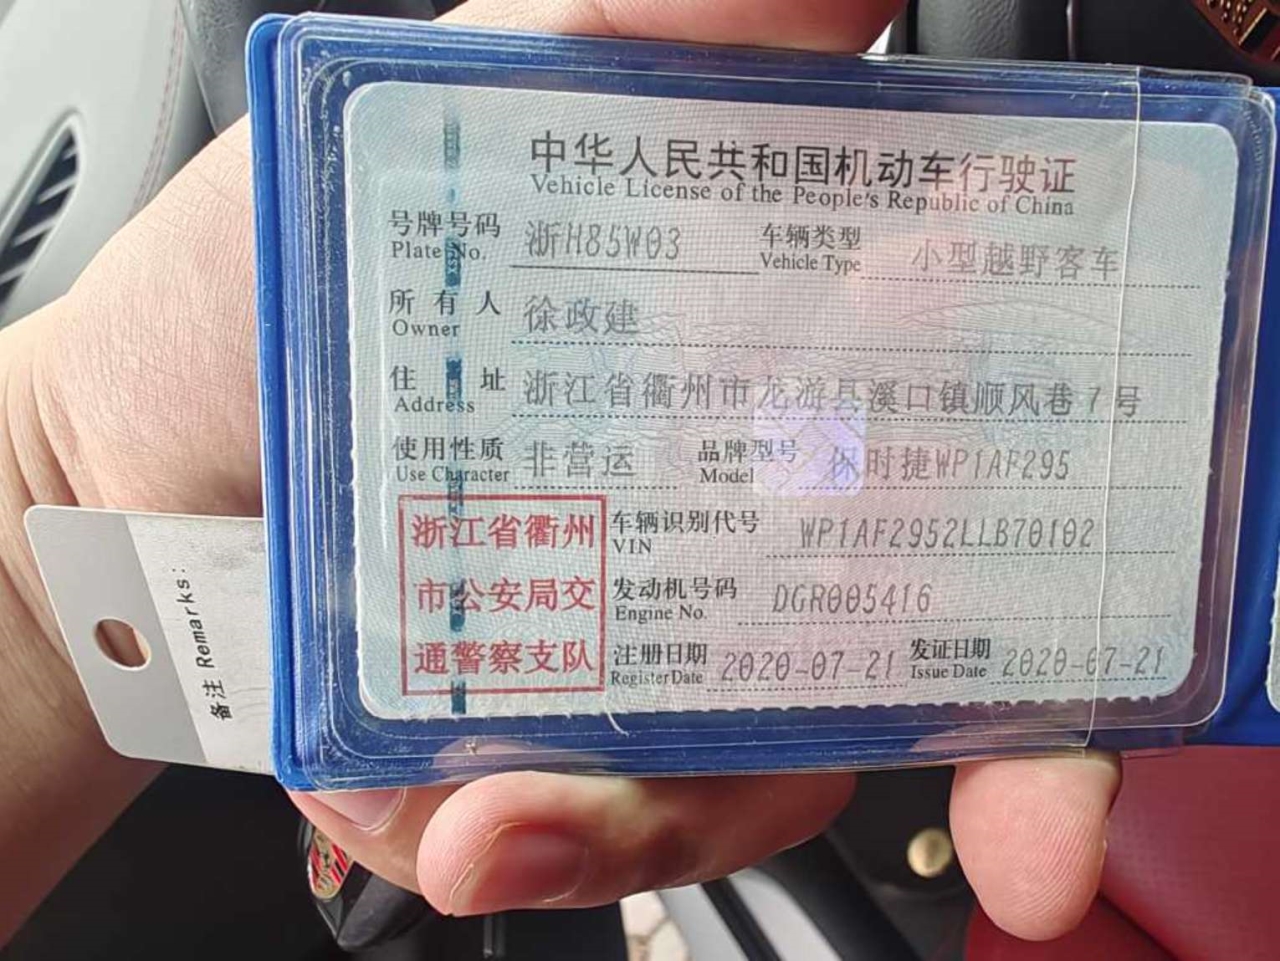 中华人民共和国机动车行驶证
Vehicle License of the People's Republic of China
号牌号码 浙H85W03 车辆类型 小型越野客车
Plate No. Vehicle Type
所有人 徐政建
Owner
住址 浙江省衢州市龙游县溪口镇顺风巷7号
Address
使用性质 非营运 品牌型号 保时捷WP1AF295
Use Character Model
浙江省衢州
市公安局交
通警察支队
车辆识别代号 WP1AF2952LLB70102
VIN
发动机号码 DGR005416
Engine No.
注册日期 2020-07-21 发证日期 2020-07-21
Register Date Issue Date
备注 Remarks: